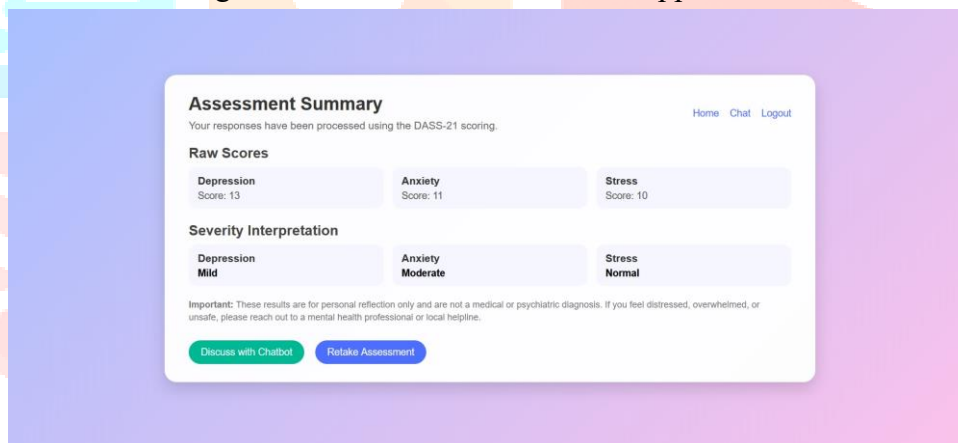 Assessment Summary
Home Chat Logout
Your responses have been processed using the DASS-21 scoring.
Raw Scores
Depression Anxiety Stress
Score: 13 Score: 11 Score: 10
Severity Interpretation
Depression Anxiety Stress
Mild Moderate Normal
Important: These results are for personal reflection only and are not a medical or psychiatric diagnosis. If you feel distressed, overwhelmed, or
unsafe, please reach out to a mental health professional or local helpline.
Discuss with Chatbot Retake Assessment